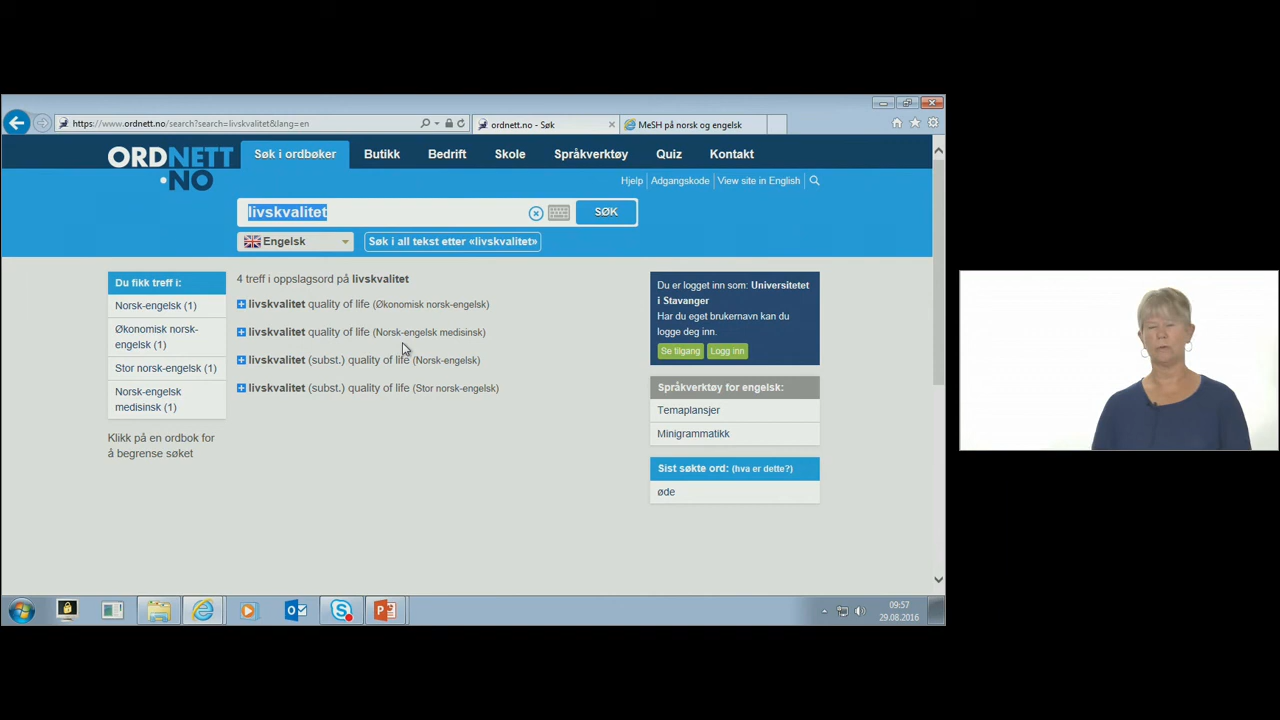 https://www.ordnett.no/search?search=livskvalitet&lang=en
ordnett.no - Søk
MeSH på norsk og engelsk
ORDNETT
.NO
Søk i ordbøker
Butikk
Bedrift
Skole
Språkverktøy
Quiz
Kontakt
Hjelp
Adgangskode
View site in English
livskvalitet
SØK
Engelsk
Søk i all tekst etter «livskvalitet»
Du fikk treff i:
Norsk-engelsk (1)
Økonomisk norsk-
engelsk (1)
Stor norsk-engelsk (1)
Norsk-engelsk
medisinsk (1)
Klikk på en ordbok for
å begrense søket
4 treff i oppslagsord på livskvalitet
livskvalitet quality of life (Økonomisk norsk-engelsk)
livskvalitet quality of life (Norsk-engelsk medisinsk)
livskvalitet (subst.) quality of life (Norsk-engelsk)
livskvalitet (subst.) quality of life (Stor norsk-engelsk)
Du er logget inn som: Universitetet
i Stavanger
Har du eget brukernavn kan du
logge deg inn.
Se tilgang
Logg inn
Språkverktøy for engelsk:
Temaplansjer
Minigrammatikk
Sist søkte ord: (hva er dette?)
øde
09:57
29.08.2016